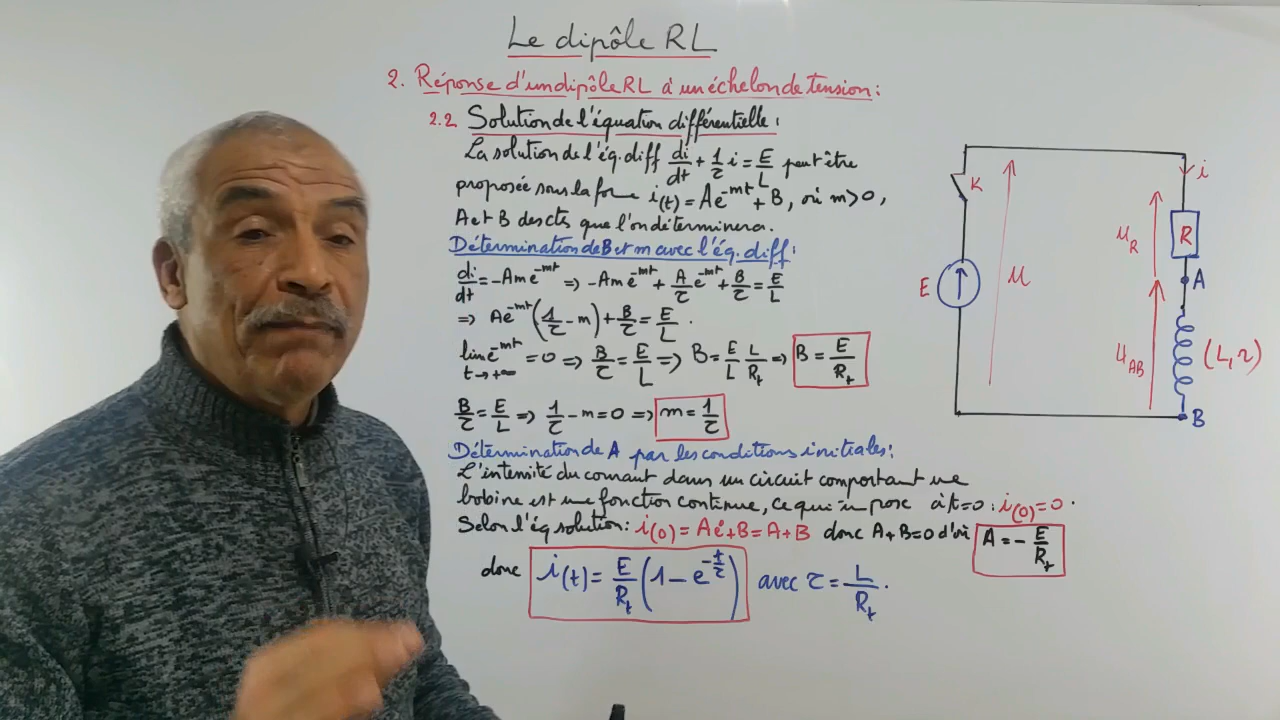 Le dipôle RL
2. Réponse d'un dipôle RL à un échelon de tension :
2.2 Solution de l'équation différentielle :
La solution de l'éq. diff di/dt + 1/τ i = E/L peut être
proposée sous la forme i(t) = Ae^(-mt) + B, où m > 0,
A et B des ctes que l'on déterminera.
Détermination de B et m avec l'éq. diff :
di/dt = -Am e^(-mt) ⇒ -Am e^(-mt) + A/τ e^(-mt) + B/τ = E/L
⇒ Ae^(-mt) (1/τ - m) + B/τ = E/L .
lim e^(-mt) t→+∞ = 0 ⇒ B/τ = E/L ⇒ B = E/L L/Rt ⇒ B = E/Rt
B/τ = E/L ⇒ 1/τ - m = 0 ⇒ m = 1/τ
Détermination de A par les conditions initiales :
L'intensité du courant dans un circuit comportant une
bobine est une fonction continue, ce qui impose à t=0 : i(0) = 0 .
Selon l'éq solution : i(0) = Ae° + B = A + B donc A + B = 0 d'où A = - E/Rt
donc i(t) = E/Rt (1 - e^(-t/τ)) avec τ = L/Rt .
K
E
u
i
uR
R
A
uAB
(L, r)
B